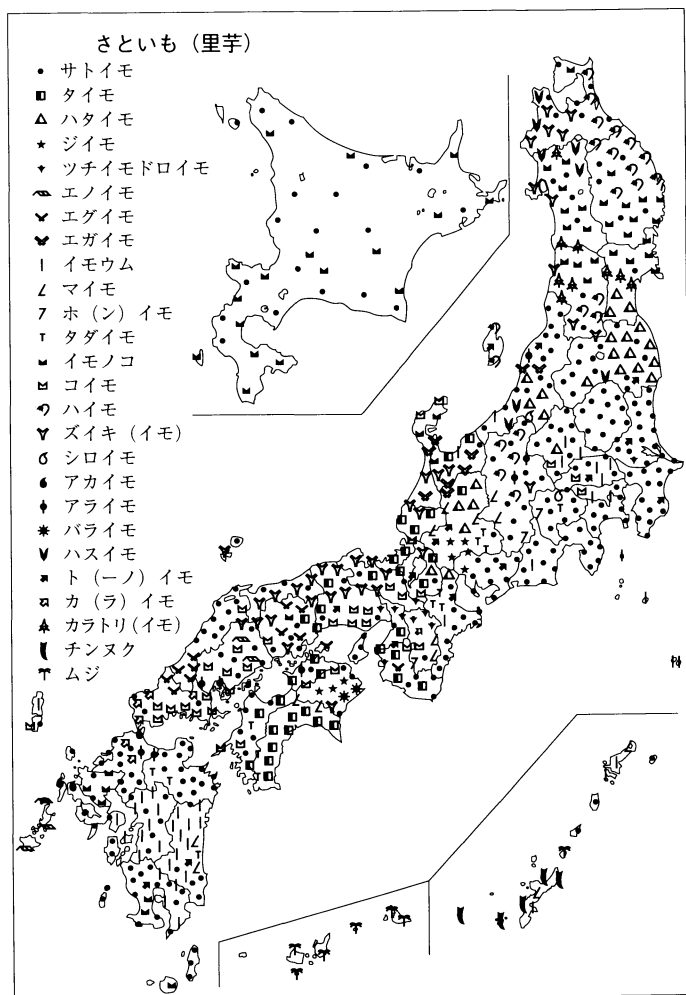 さといも（里芋）
サトイモ
タイモ
ハタイモ
ジイモ
ツチイモドロイモ
エノイモ
エグイモ
エガイモ
イモウム
マイモ
ホ（ン）イモ
タダイモ
イモノコ
コイモ
ハイモ
ズイキ（イモ）
シロイモ
アカイモ
アライモ
バライモ
ハスイモ
ト（ーノ）イモ
カ（ラ）イモ
カラトリ（イモ）
チンヌク
ムジ